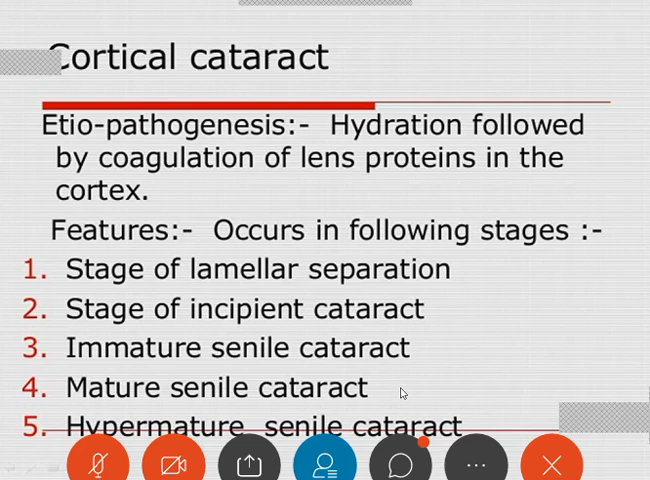 Cortical cataract
Etio-pathogenesis:- Hydration followed
by coagulation of lens proteins in the
cortex.
Features:- Occurs in following stages :-
1. Stage of lamellar separation
2. Stage of incipient cataract
3. Immature senile cataract
4. Mature senile cataract
5. Hypermature senile cataract